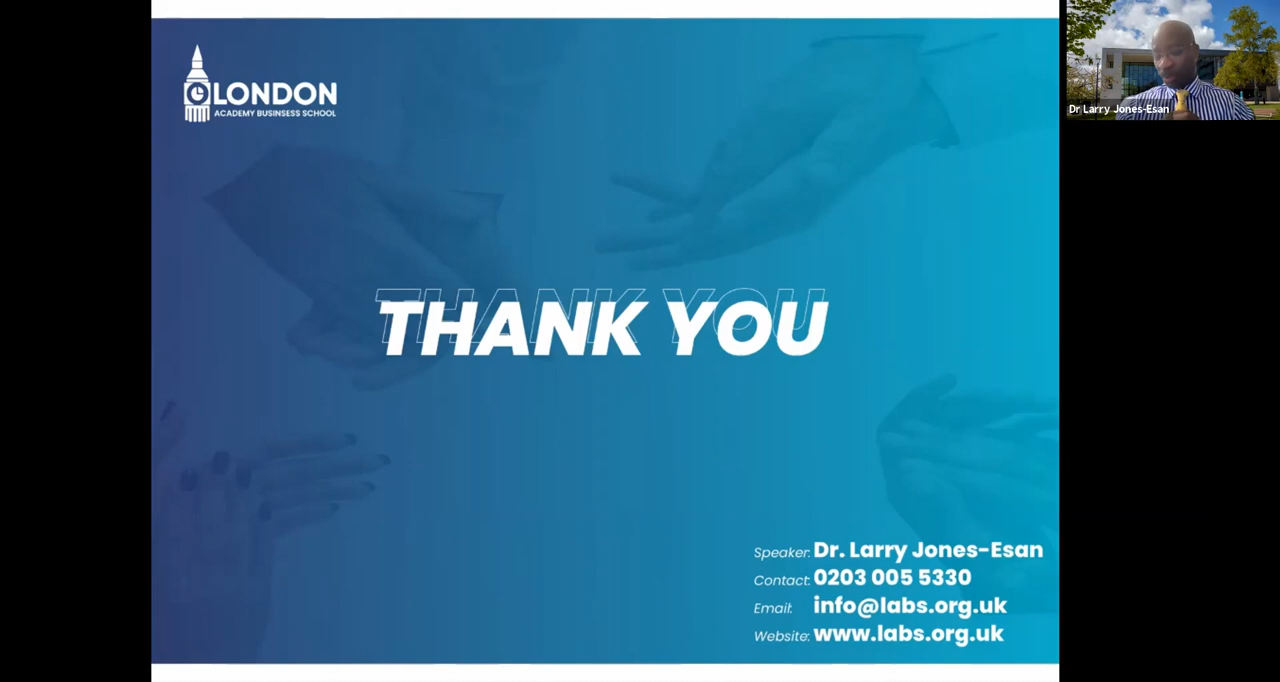 LONDON
ACADEMY BUSINSESS SCHOOL
Dr Larry Jones-Esan
THANK YOU
Speaker: Dr. Larry Jones-Esan
Contact: 0203 005 5330
Email: info@labs.org.uk
Website: www.labs.org.uk